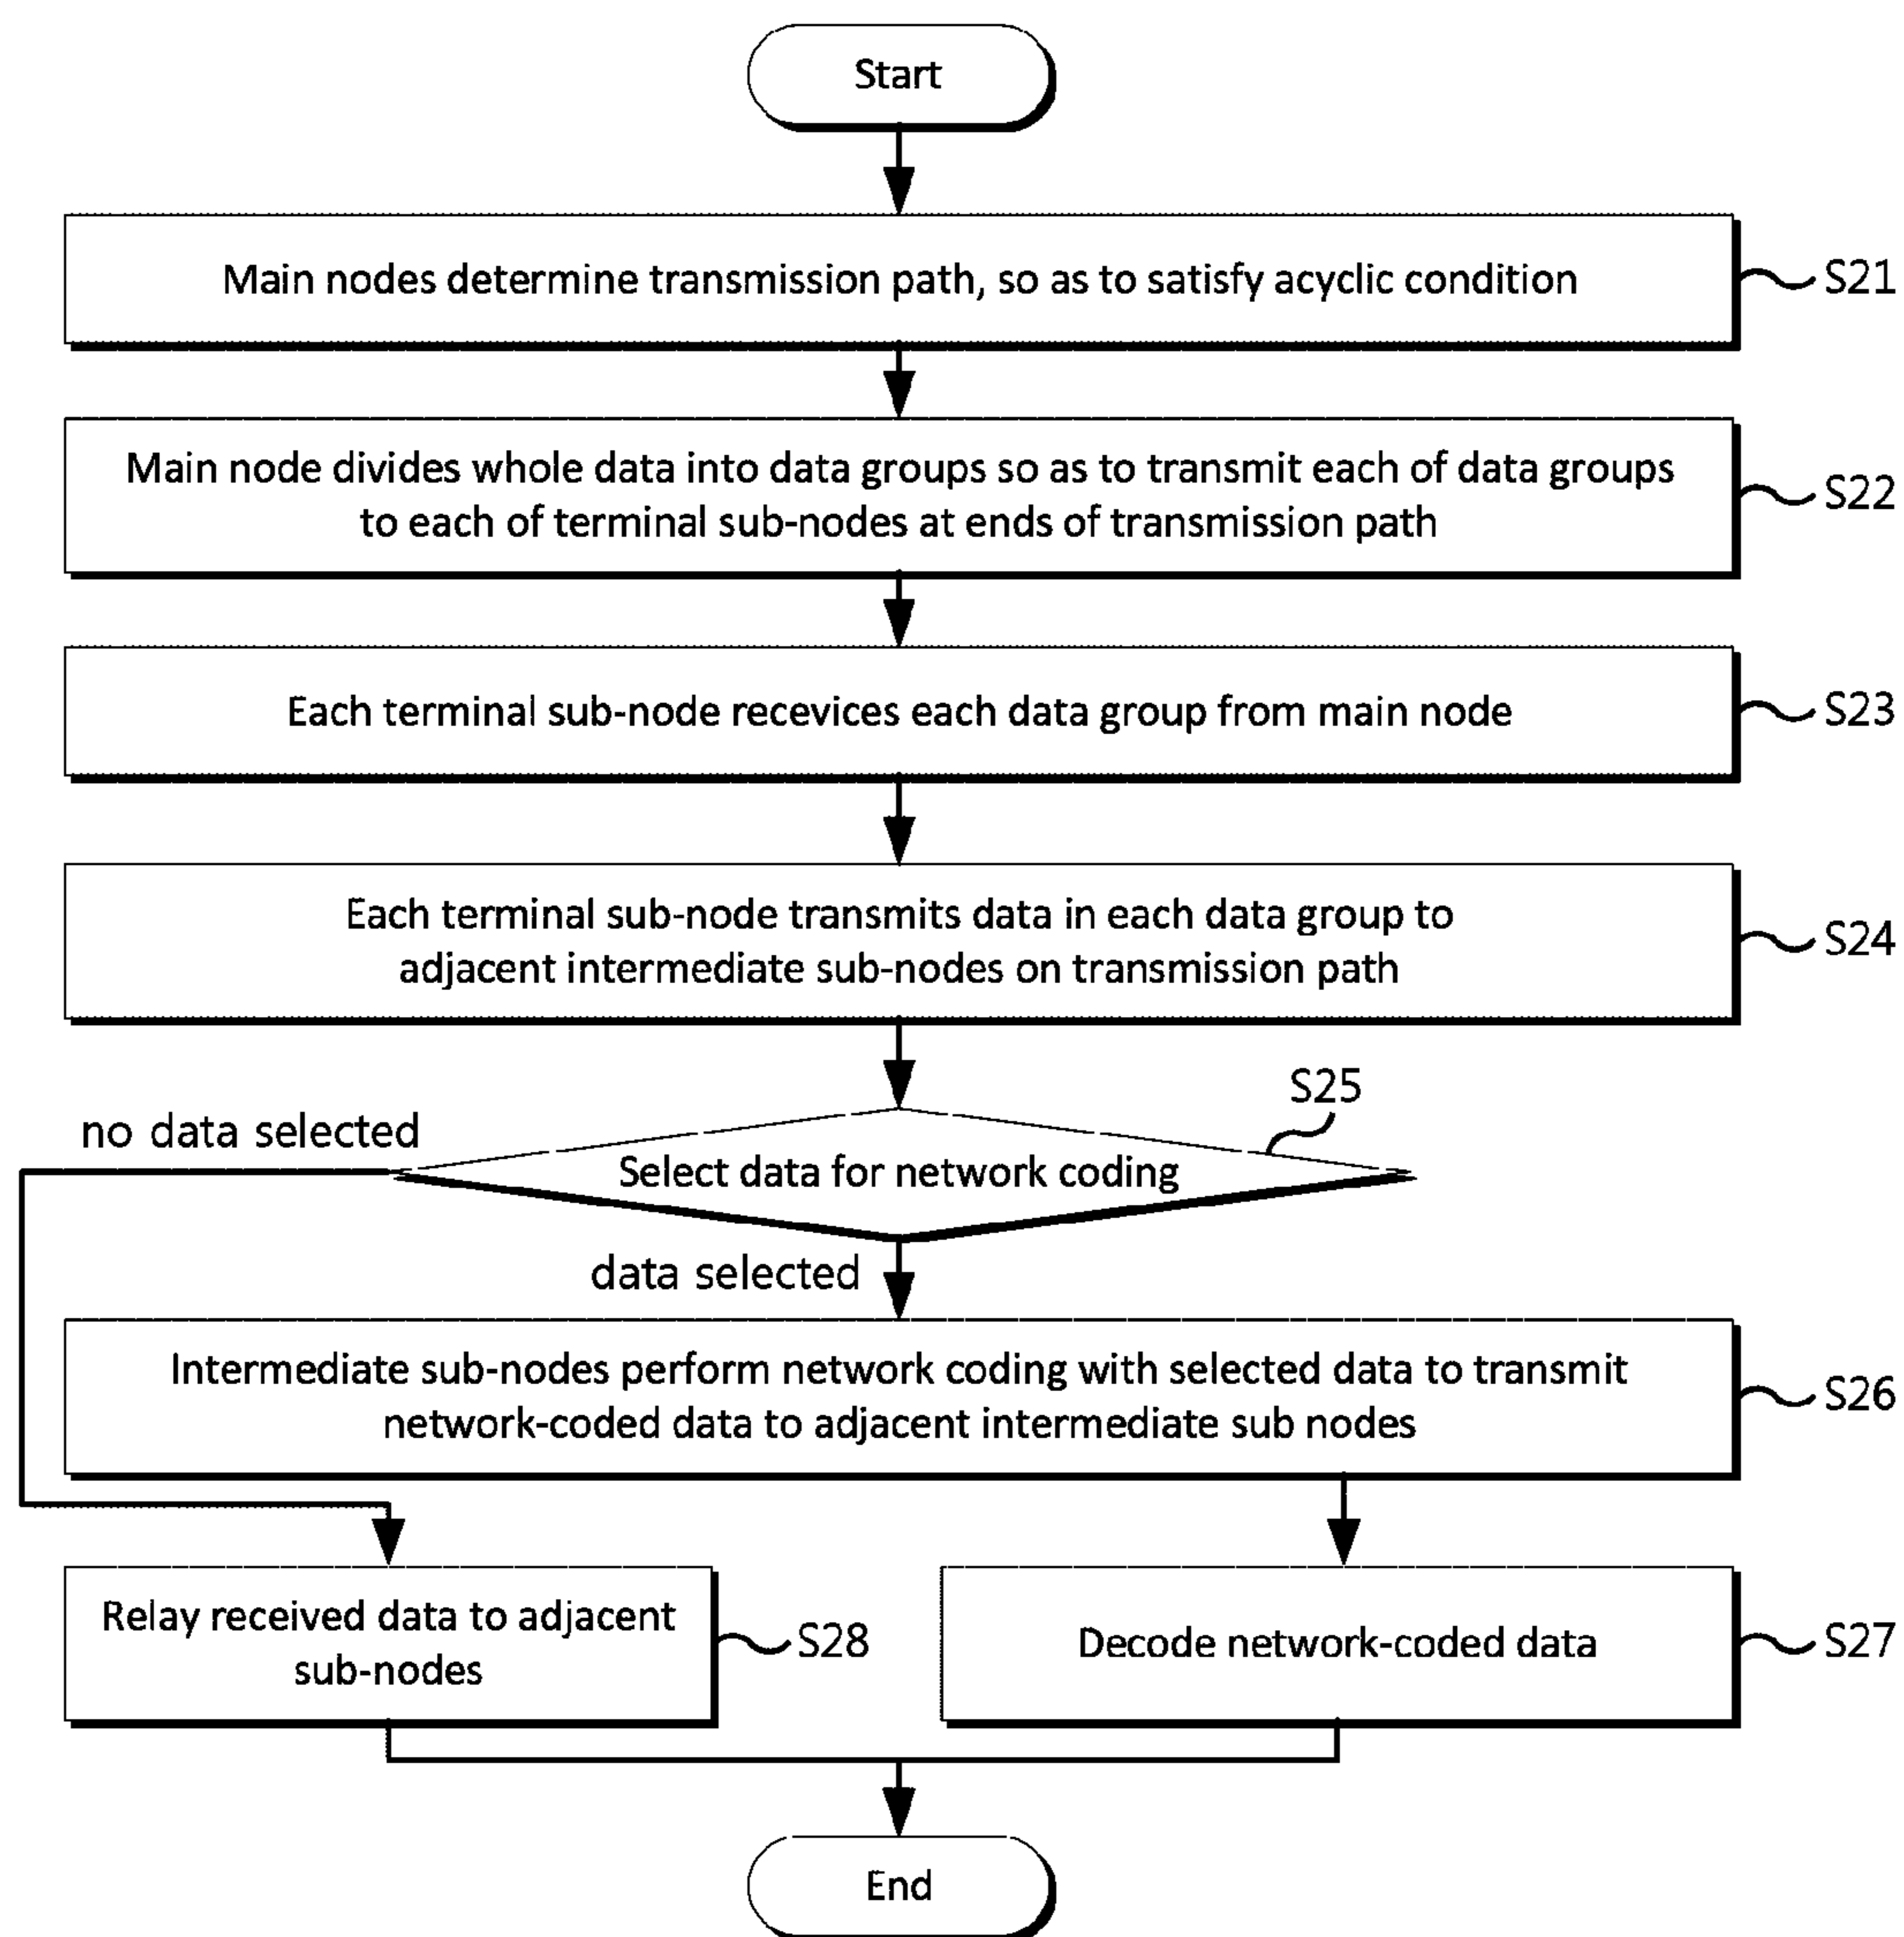 Start
Main nodes determine transmission path, so as to satisfy acyclic condition
S21
Main node divides whole data into data groups so as to transmit each of data groups
to each of terminal sub-nodes at ends of transmission path
S22
Each terminal sub-node recevices each data group from main node
S23
Each terminal sub-node transmits data in each data group to
adjacent intermediate sub-nodes on transmission path
S24
S25
no data selected
Select data for network coding
data selected
Intermediate sub-nodes perform network coding with selected data to transmit
network-coded data to adjacent intermediate sub nodes
S26
Relay received data to adjacent
sub-nodes
S28
Decode network-coded data
S27
End